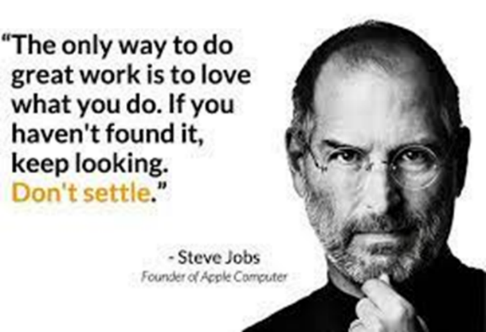 “The only way to do
great work is to love
what you do. If you
haven't found it,
keep looking.
Don't settle.”
- Steve Jobs
Founder of Apple Computer